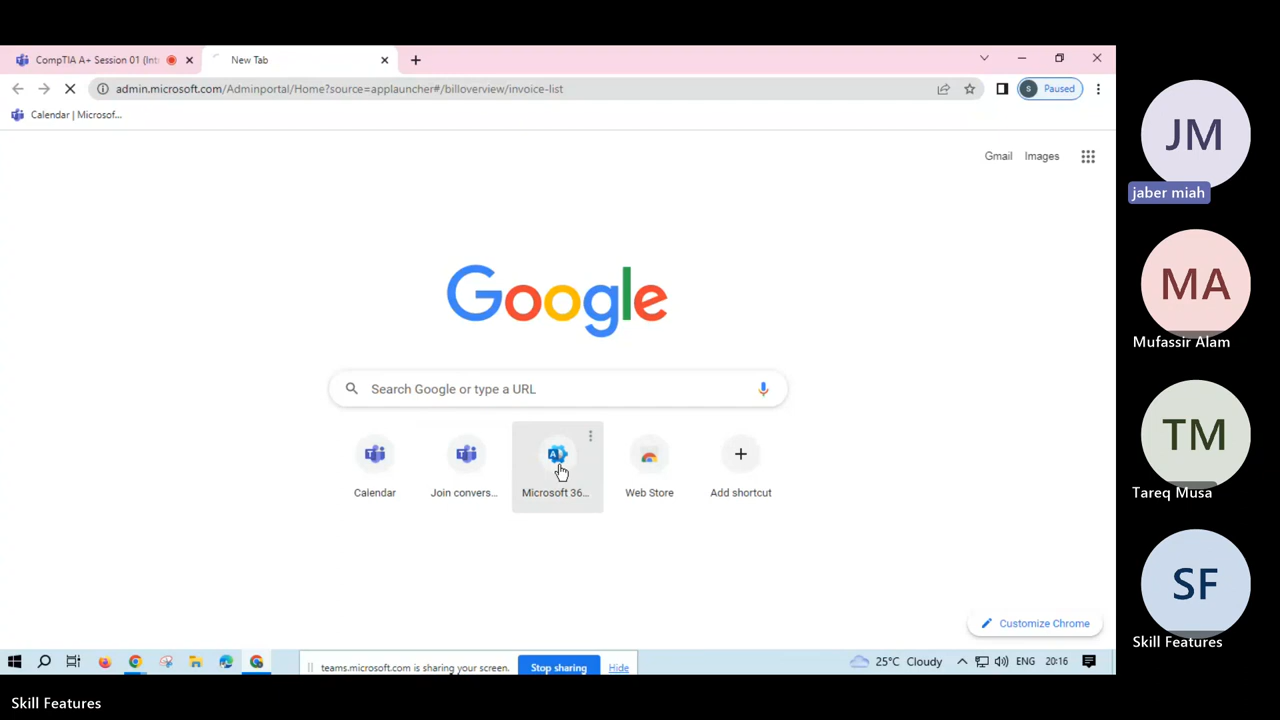 CompTIA A+ Session 01 (Int
New Tab
admin.microsoft.com/Adminportal/Home?source=applauncher#/billoverview/invoice-list
S
Paused
Calendar | Microsof...
Gmail
Images
Google
Search Google or type a URL
Calendar
Join convers...
Microsoft 36...
Web Store
Add shortcut
Customize Chrome
teams.microsoft.com is sharing your screen.
Stop sharing
Hide
25°C Cloudy
ENG
20:16
JM
jaber miah
MA
Mufassir Alam
TM
Tareq Musa
SF
Skill Features
Skill Features